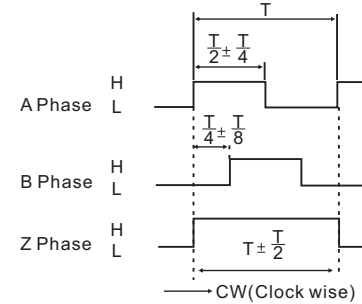 T
T/2 ± T/4
H
A Phase L
T/4 ± T/8
H
B Phase L
H
Z Phase L
T ± T/2
CW(Clock wise)